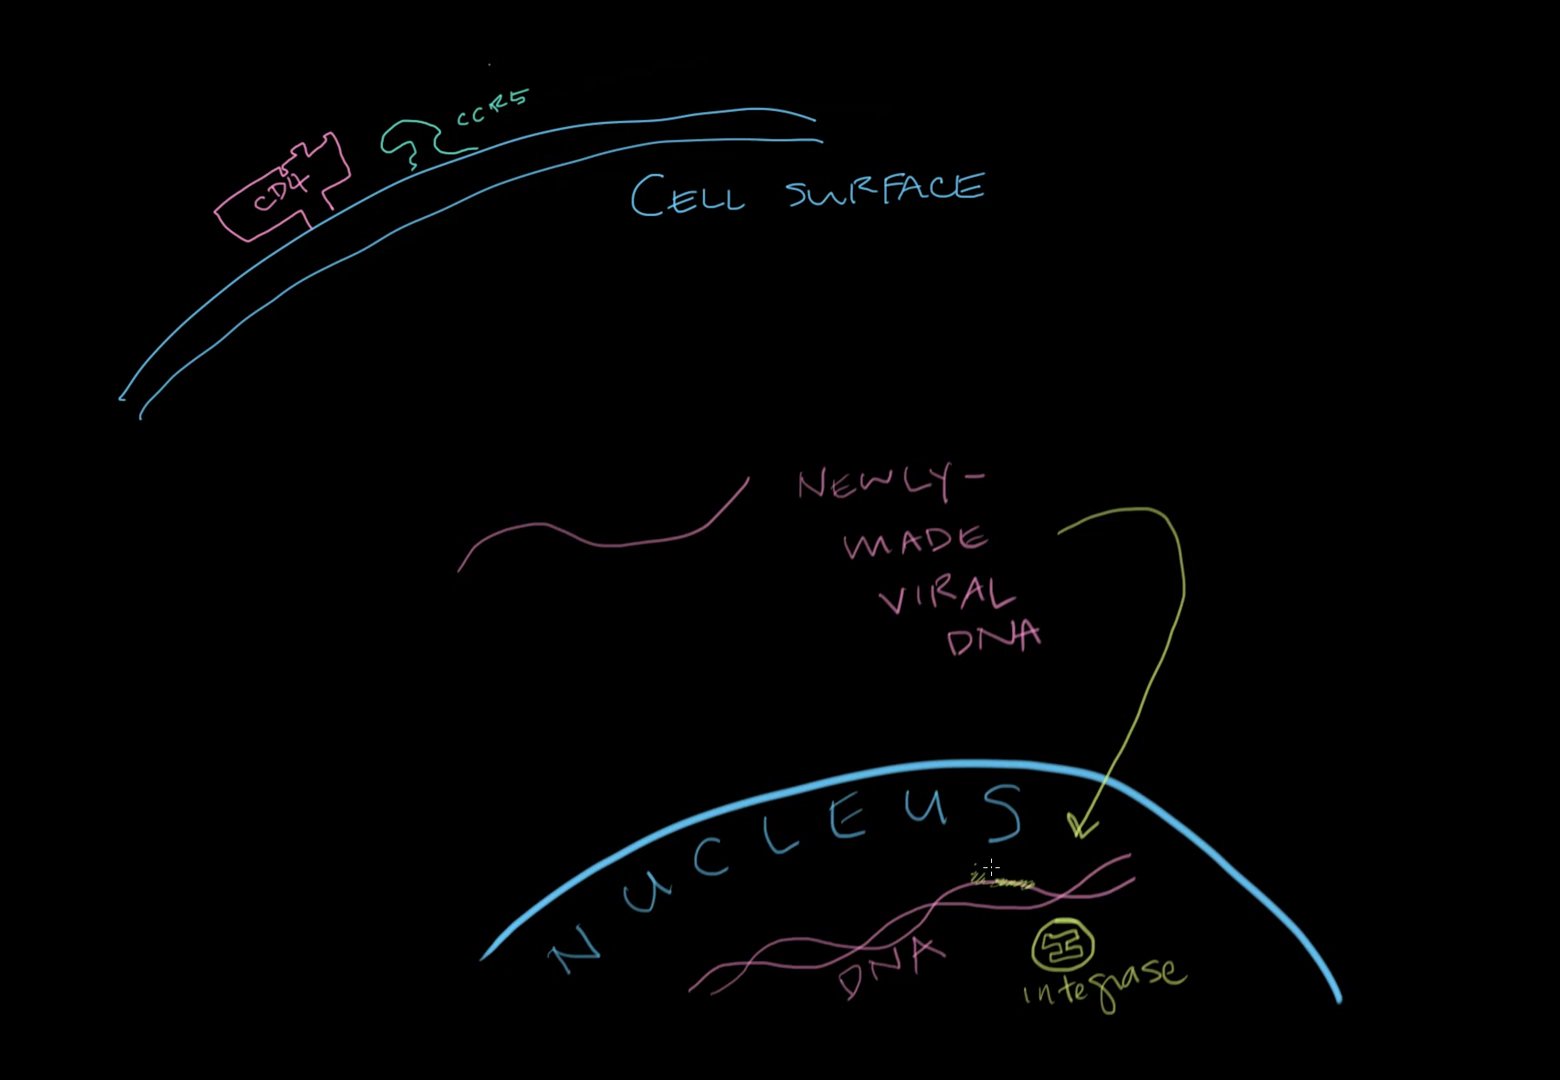 CCR5
CD4
CELL SURFACE
NEWLY-
MADE
VIRAL
DNA
NUCLEUS
DNA
integrase